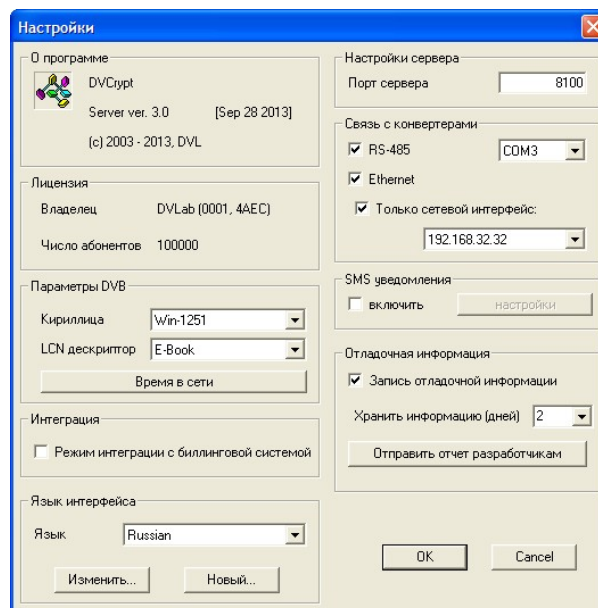 Настройки
О программе
DVCrypt
Server ver. 3.0 [Sep 28 2013]
(c) 2003 - 2013, DVL
Лицензия
Владелец DVLab (0001, 4AEC)
Число абонентов 100000
Параметры DVB
Кириллица Win-1251
LCN дескриптор E-Book
Время в сети
Интеграция
Режим интеграции с биллинговой системой
Язык интерфейса
Язык Russian
Изменить... Новый...
Настройки сервера
Порт сервера 8100
Связь с конвертерами
RS-485 COM3
Ethernet
Только сетевой интерфейс:
192.168.32.32
SMS уведомления
включить настройки
Отладочная информация
Запись отладочной информации
Хранить информацию (дней) 2
Отправить отчет разработчикам
OK Cancel